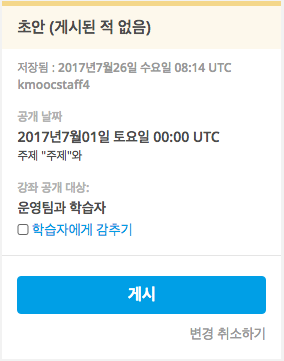 초안 (게시된 적 없음)
저장됨 : 2017년7월26일 수요일 08:14 UTC
kmoocstaff4
공개 날짜
2017년7월01일 토요일 00:00 UTC
주제 "주제"와
강좌 공개 대상:
운영팀과 학습자
학습자에게 감추기
게시
변경 취소하기